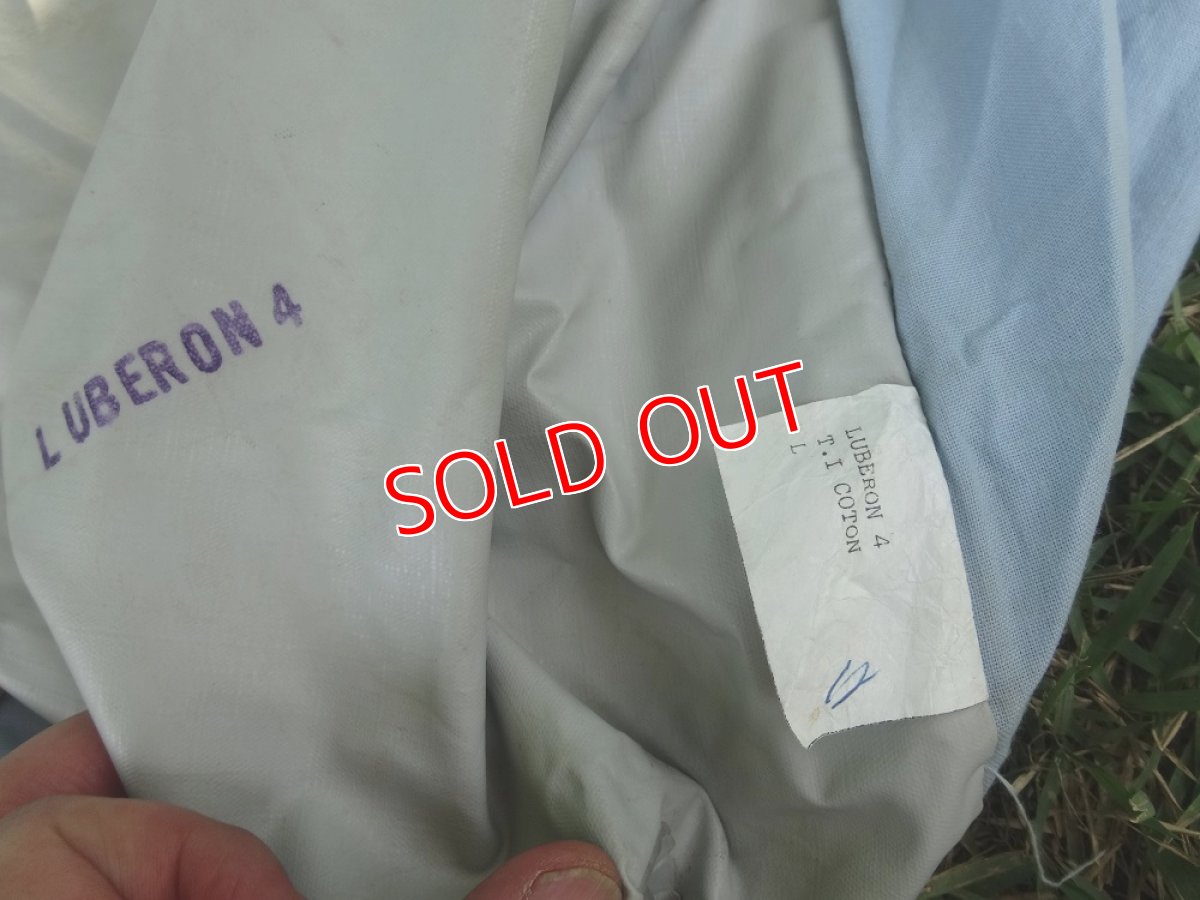 LUBERON 4
SOLD OUT
LUBERON 4
T.I COTON
L